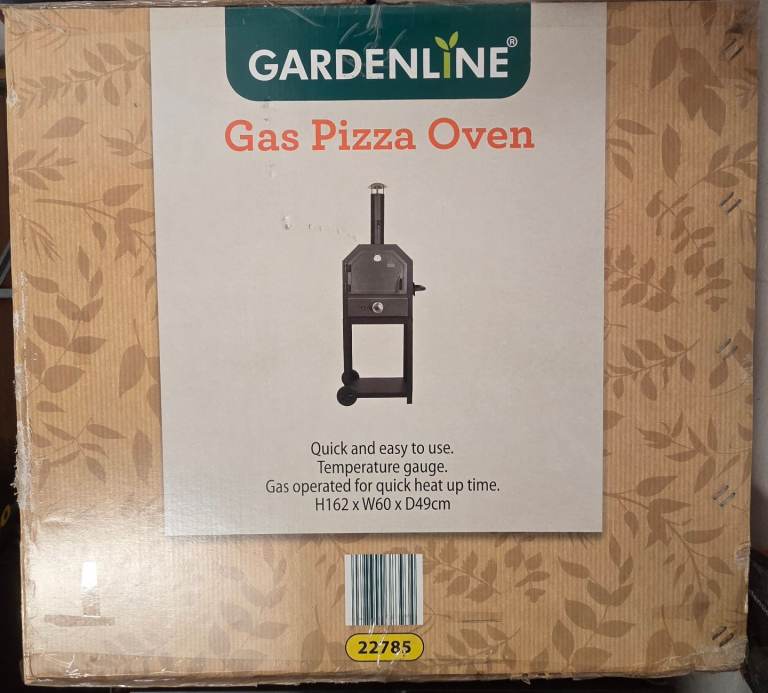 GARDENLINE®
Gas Pizza Oven
Quick and easy to use.
Temperature gauge.
Gas operated for quick heat up time.
H162 x W60 x D49cm
22785